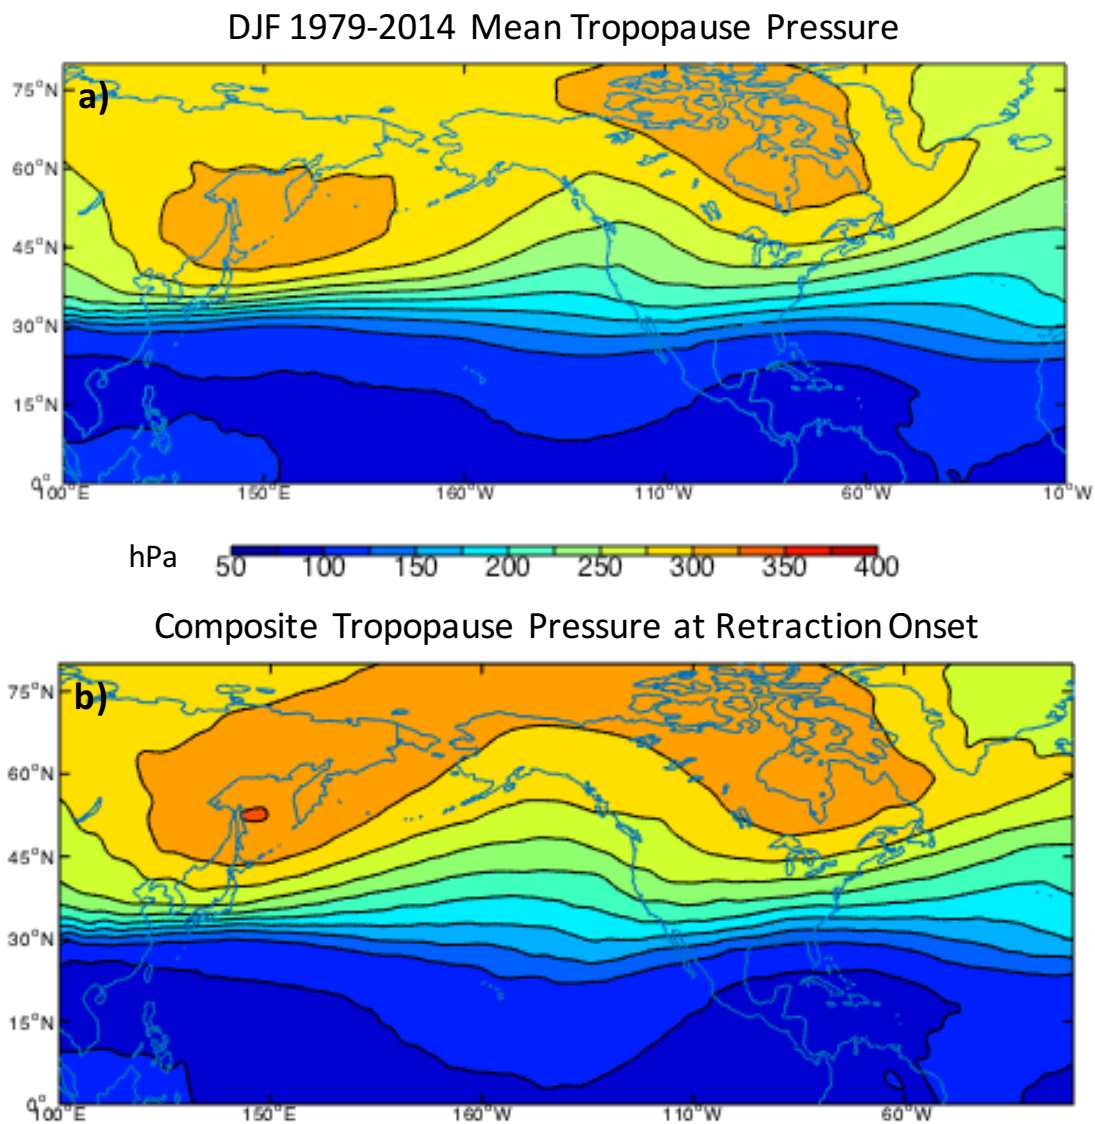 DJF 1979-2014 Mean Tropopause Pressure
a)
75°N
60°N
45°N
30°N
15°N
0°
100°E 150°E 160°W 110°W 60°W 10°W
hPa 50 100 150 200 250 300 350 400
Composite Tropopause Pressure at Retraction Onset
b)
75°N
60°N
45°N
30°N
15°N
0°
100°E 150°E 160°W 110°W 60°W